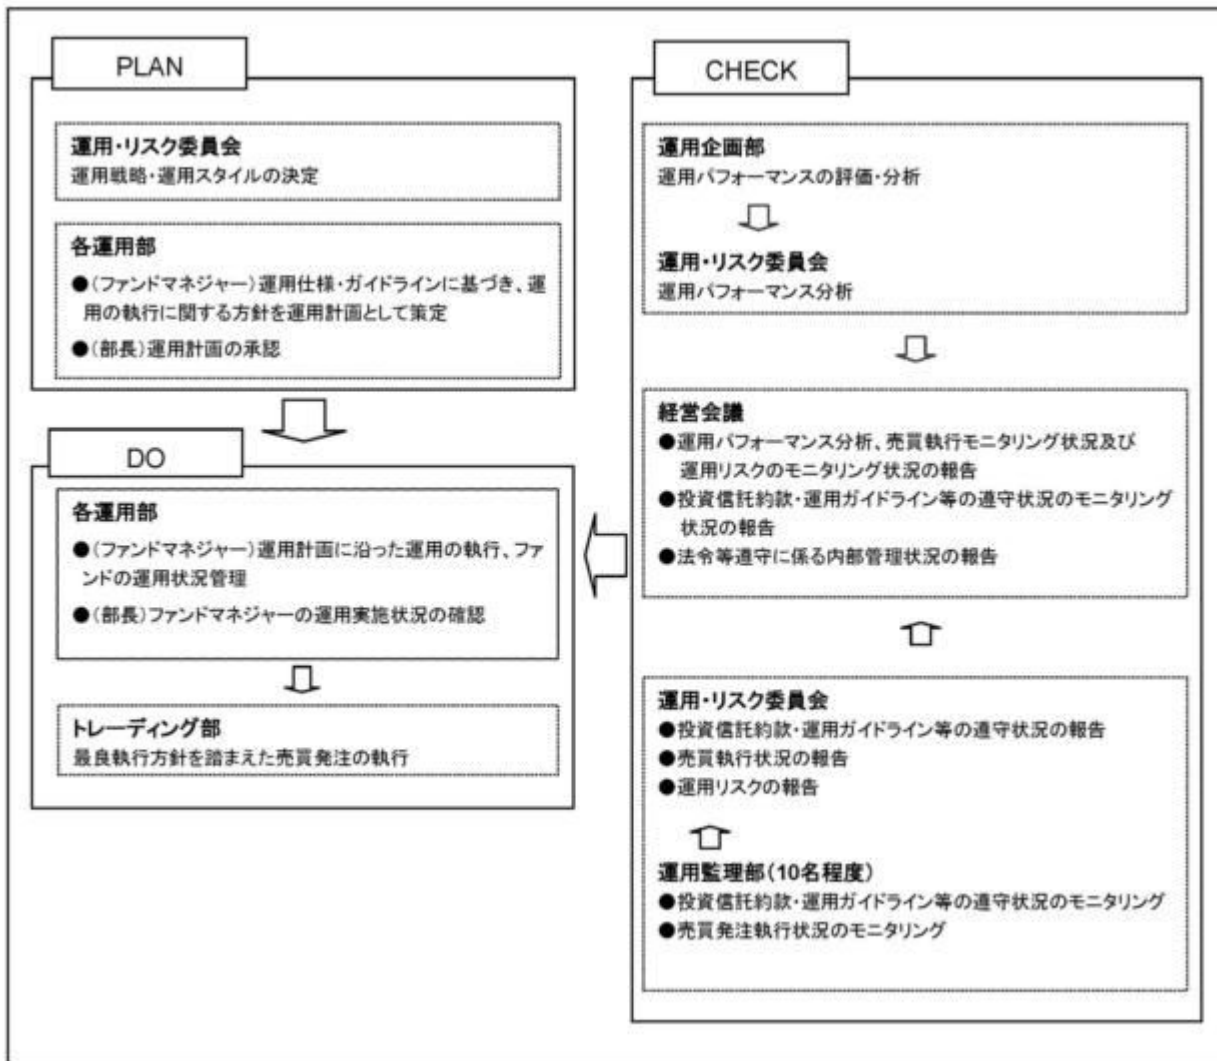 PLAN
運用・リスク委員会
運用戦略・運用スタイルの決定
各運用部
●(ファンドマネジャー)運用仕様・ガイドラインに基づき、運
用の執行に関する方針を運用計画として策定
●(部長)運用計画の承認
DO
各運用部
●(ファンドマネジャー)運用計画に沿った運用の執行、ファ
ンドの運用状況管理
●(部長)ファンドマネジャーの運用実施状況の確認
トレーディング部
最良執行方針を踏まえた売買発注の執行
CHECK
運用企画部
運用パフォーマンスの評価・分析
運用・リスク委員会
運用パフォーマンス分析
経営会議
●運用パフォーマンス分析、売買執行モニタリング状況及び
運用リスクのモニタリング状況の報告
●投資信託約款・運用ガイドライン等の遵守状況のモニタリング
状況の報告
●法令等遵守に係る内部管理状況の報告
運用・リスク委員会
●投資信託約款・運用ガイドライン等の遵守状況の報告
●売買執行状況の報告
●運用リスクの報告
運用監理部(10名程度)
●投資信託約款・運用ガイドライン等の遵守状況のモニタリング
●売買発注執行状況のモニタリング